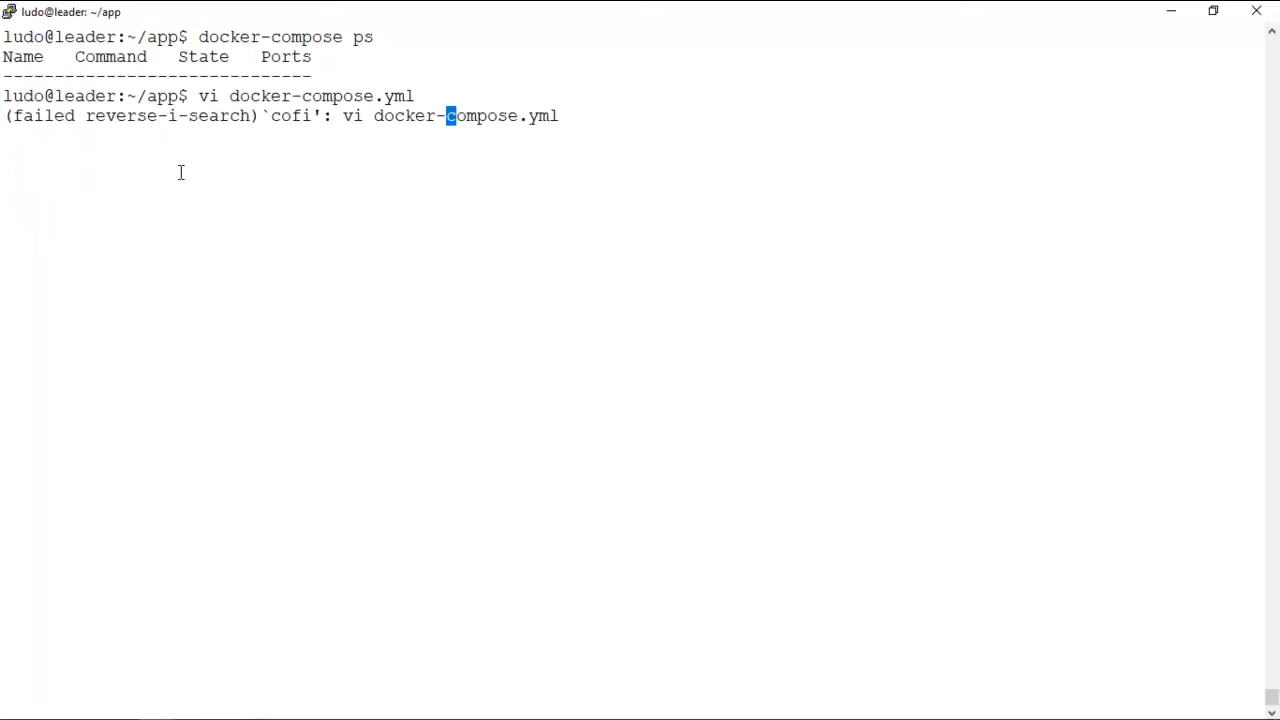 ludo@leader: ~/app
ludo@leader:~/app$ docker-compose ps
Name   Command   State   Ports
------------------------------
ludo@leader:~/app$ vi docker-compose.yml
(failed reverse-i-search)`cofi': vi docker-compose.yml